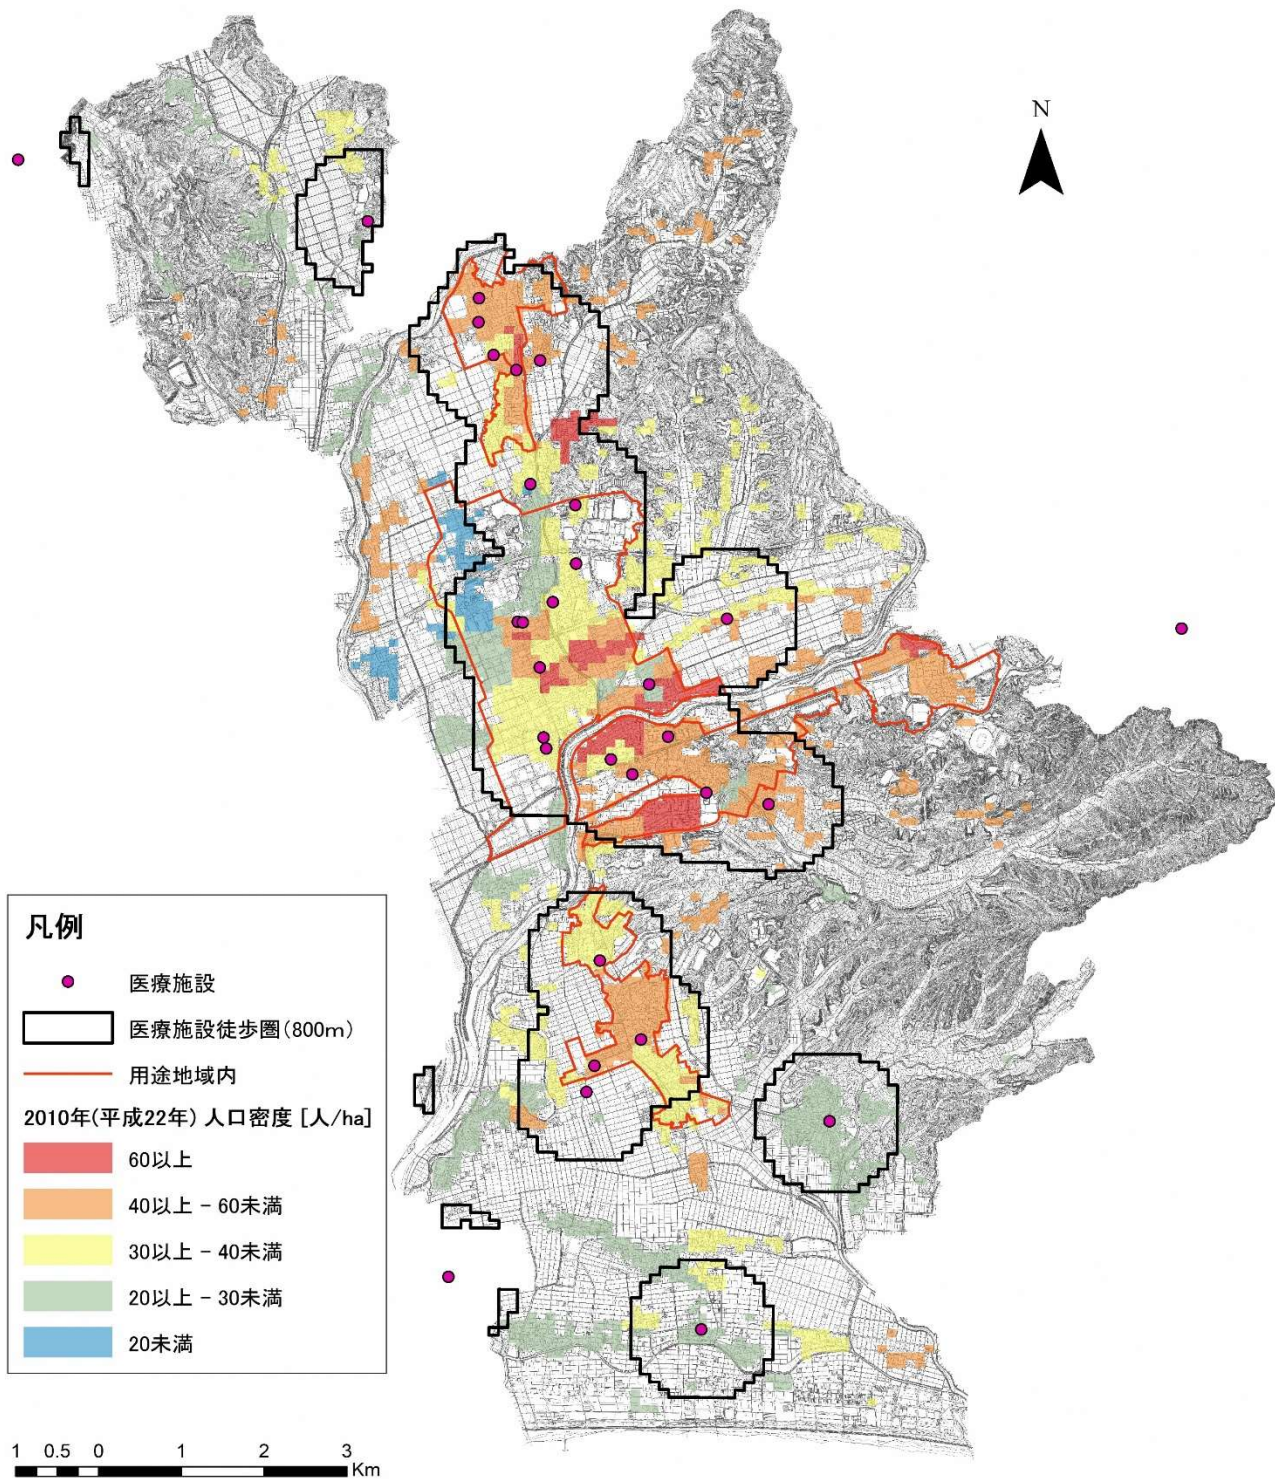 N
凡例
医療施設
医療施設徒歩圏(800m)
用途地域内
2010年(平成22年) 人口密度 [人/ha]
60以上
40以上 - 60未満
30以上 - 40未満
20以上 - 30未満
20未満
1 0.5 0 1 2 3
Km